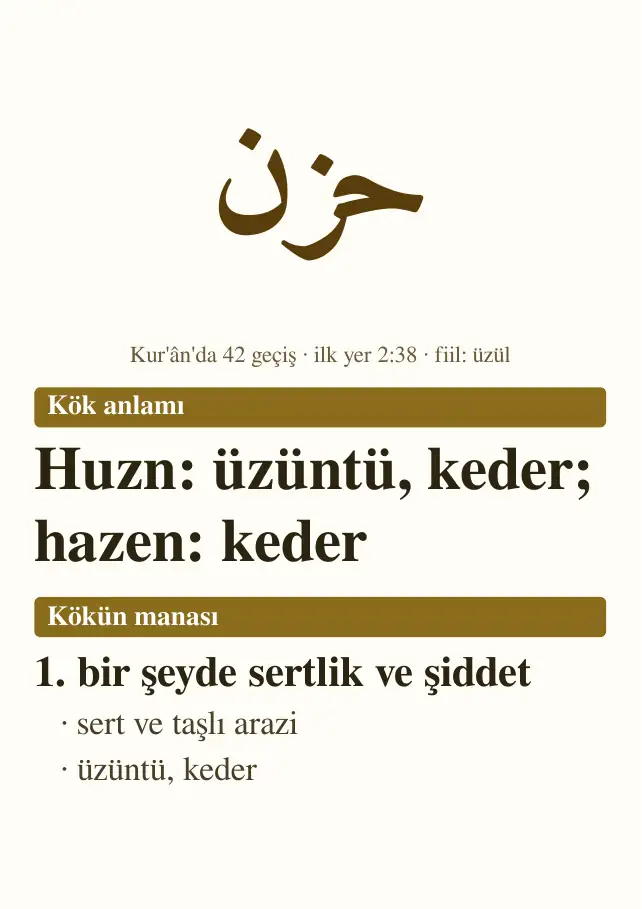 حزن
Kur'ân'da 42 geçiş · ilk yer 2:38 · fiil: üzül
Kök anlamı
Huzn: üzüntü, keder;
hazen: keder
Kökün manası
1. bir şeyde sertlik ve şiddet
· sert ve taşlı arazi
· üzüntü, keder